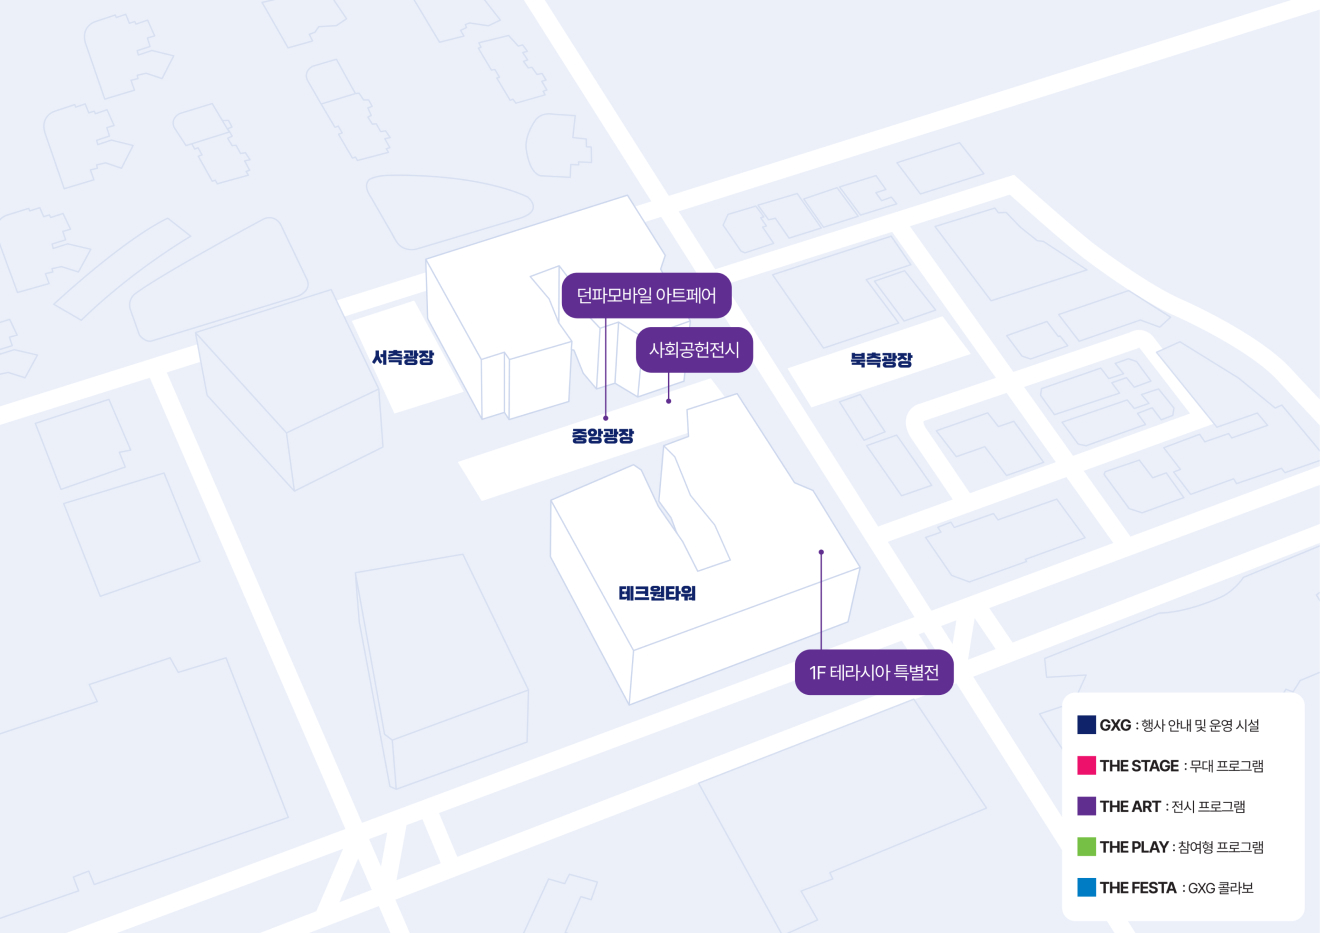 던파모바일 아트페어
사회공헌전시
서측광장
북측광장
중앙광장
테크원타워
1F 테라시아 특별전
GXG : 행사 안내 및 운영 시설
THE STAGE : 무대 프로그램
THE ART : 전시 프로그램
THE PLAY : 참여형 프로그램
THE FESTA : GXG 콜라보